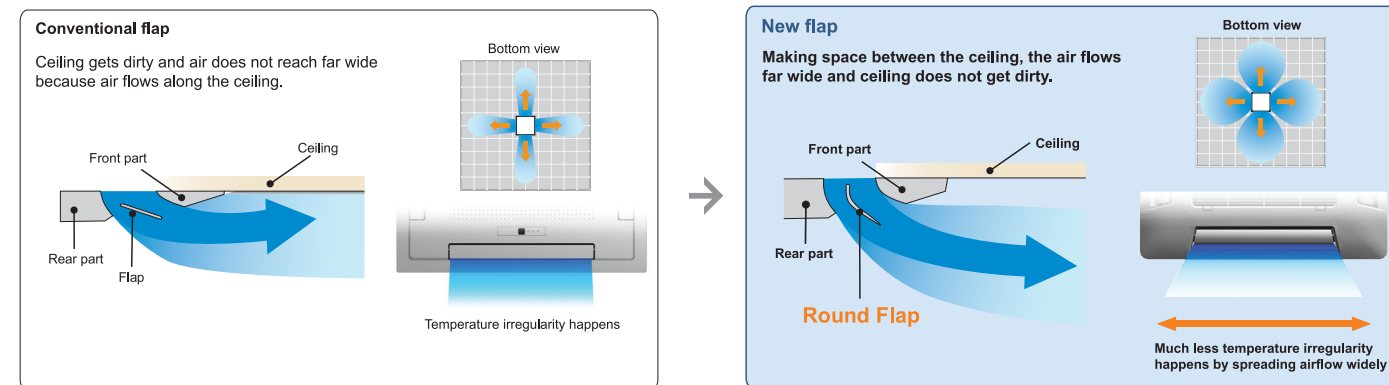 Conventional flap
Ceiling gets dirty and air does not reach far wide
because air flows along the ceiling.
Bottom view
Front part
Ceiling
Rear part
Flap
Temperature irregularity happens
New flap
Making space between the ceiling, the air flows
far wide and ceiling does not get dirty.
Bottom view
Front part
Ceiling
Rear part
Round Flap
Much less temperature irregularity
happens by spreading airflow widely